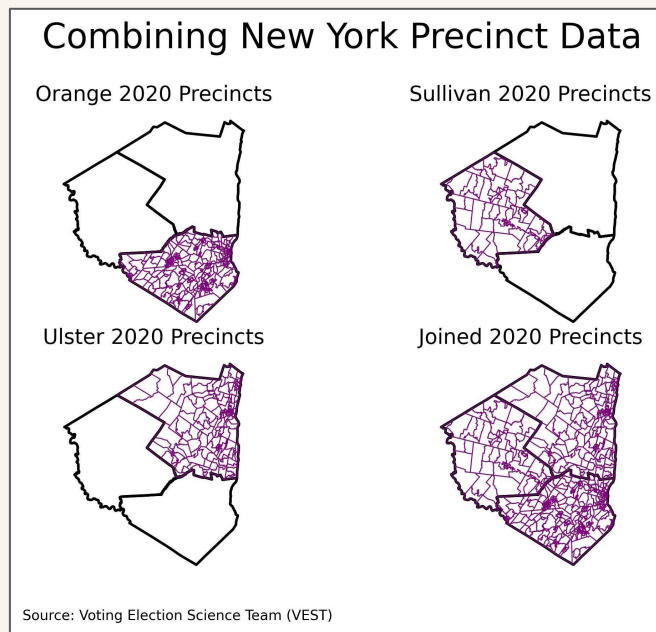 Combining New York Precinct Data
Orange 2020 Precincts
Sullivan 2020 Precincts
Ulster 2020 Precincts
Joined 2020 Precincts
Source: Voting Election Science Team (VEST)